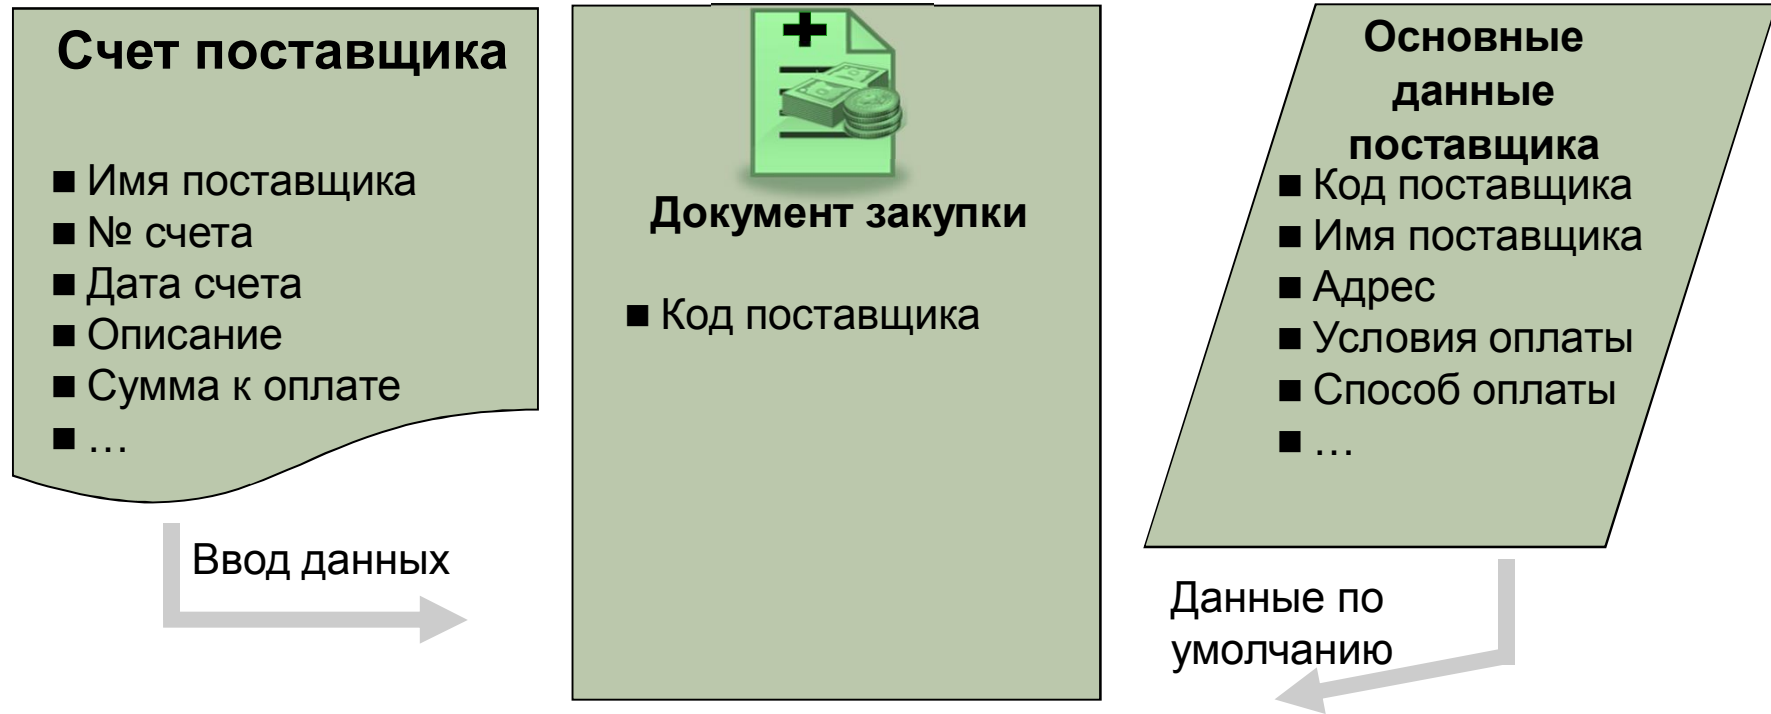 Счет поставщика
■ Имя поставщика
■ № счета
■ Дата счета
■ Описание
■ Сумма к оплате
■ …
Ввод данных
Документ закупки
■ Код поставщика
Основные
данные
поставщика
■ Код поставщика
■ Имя поставщика
■ Адрес
■ Условия оплаты
■ Способ оплаты
■ …
Данные по
умолчанию